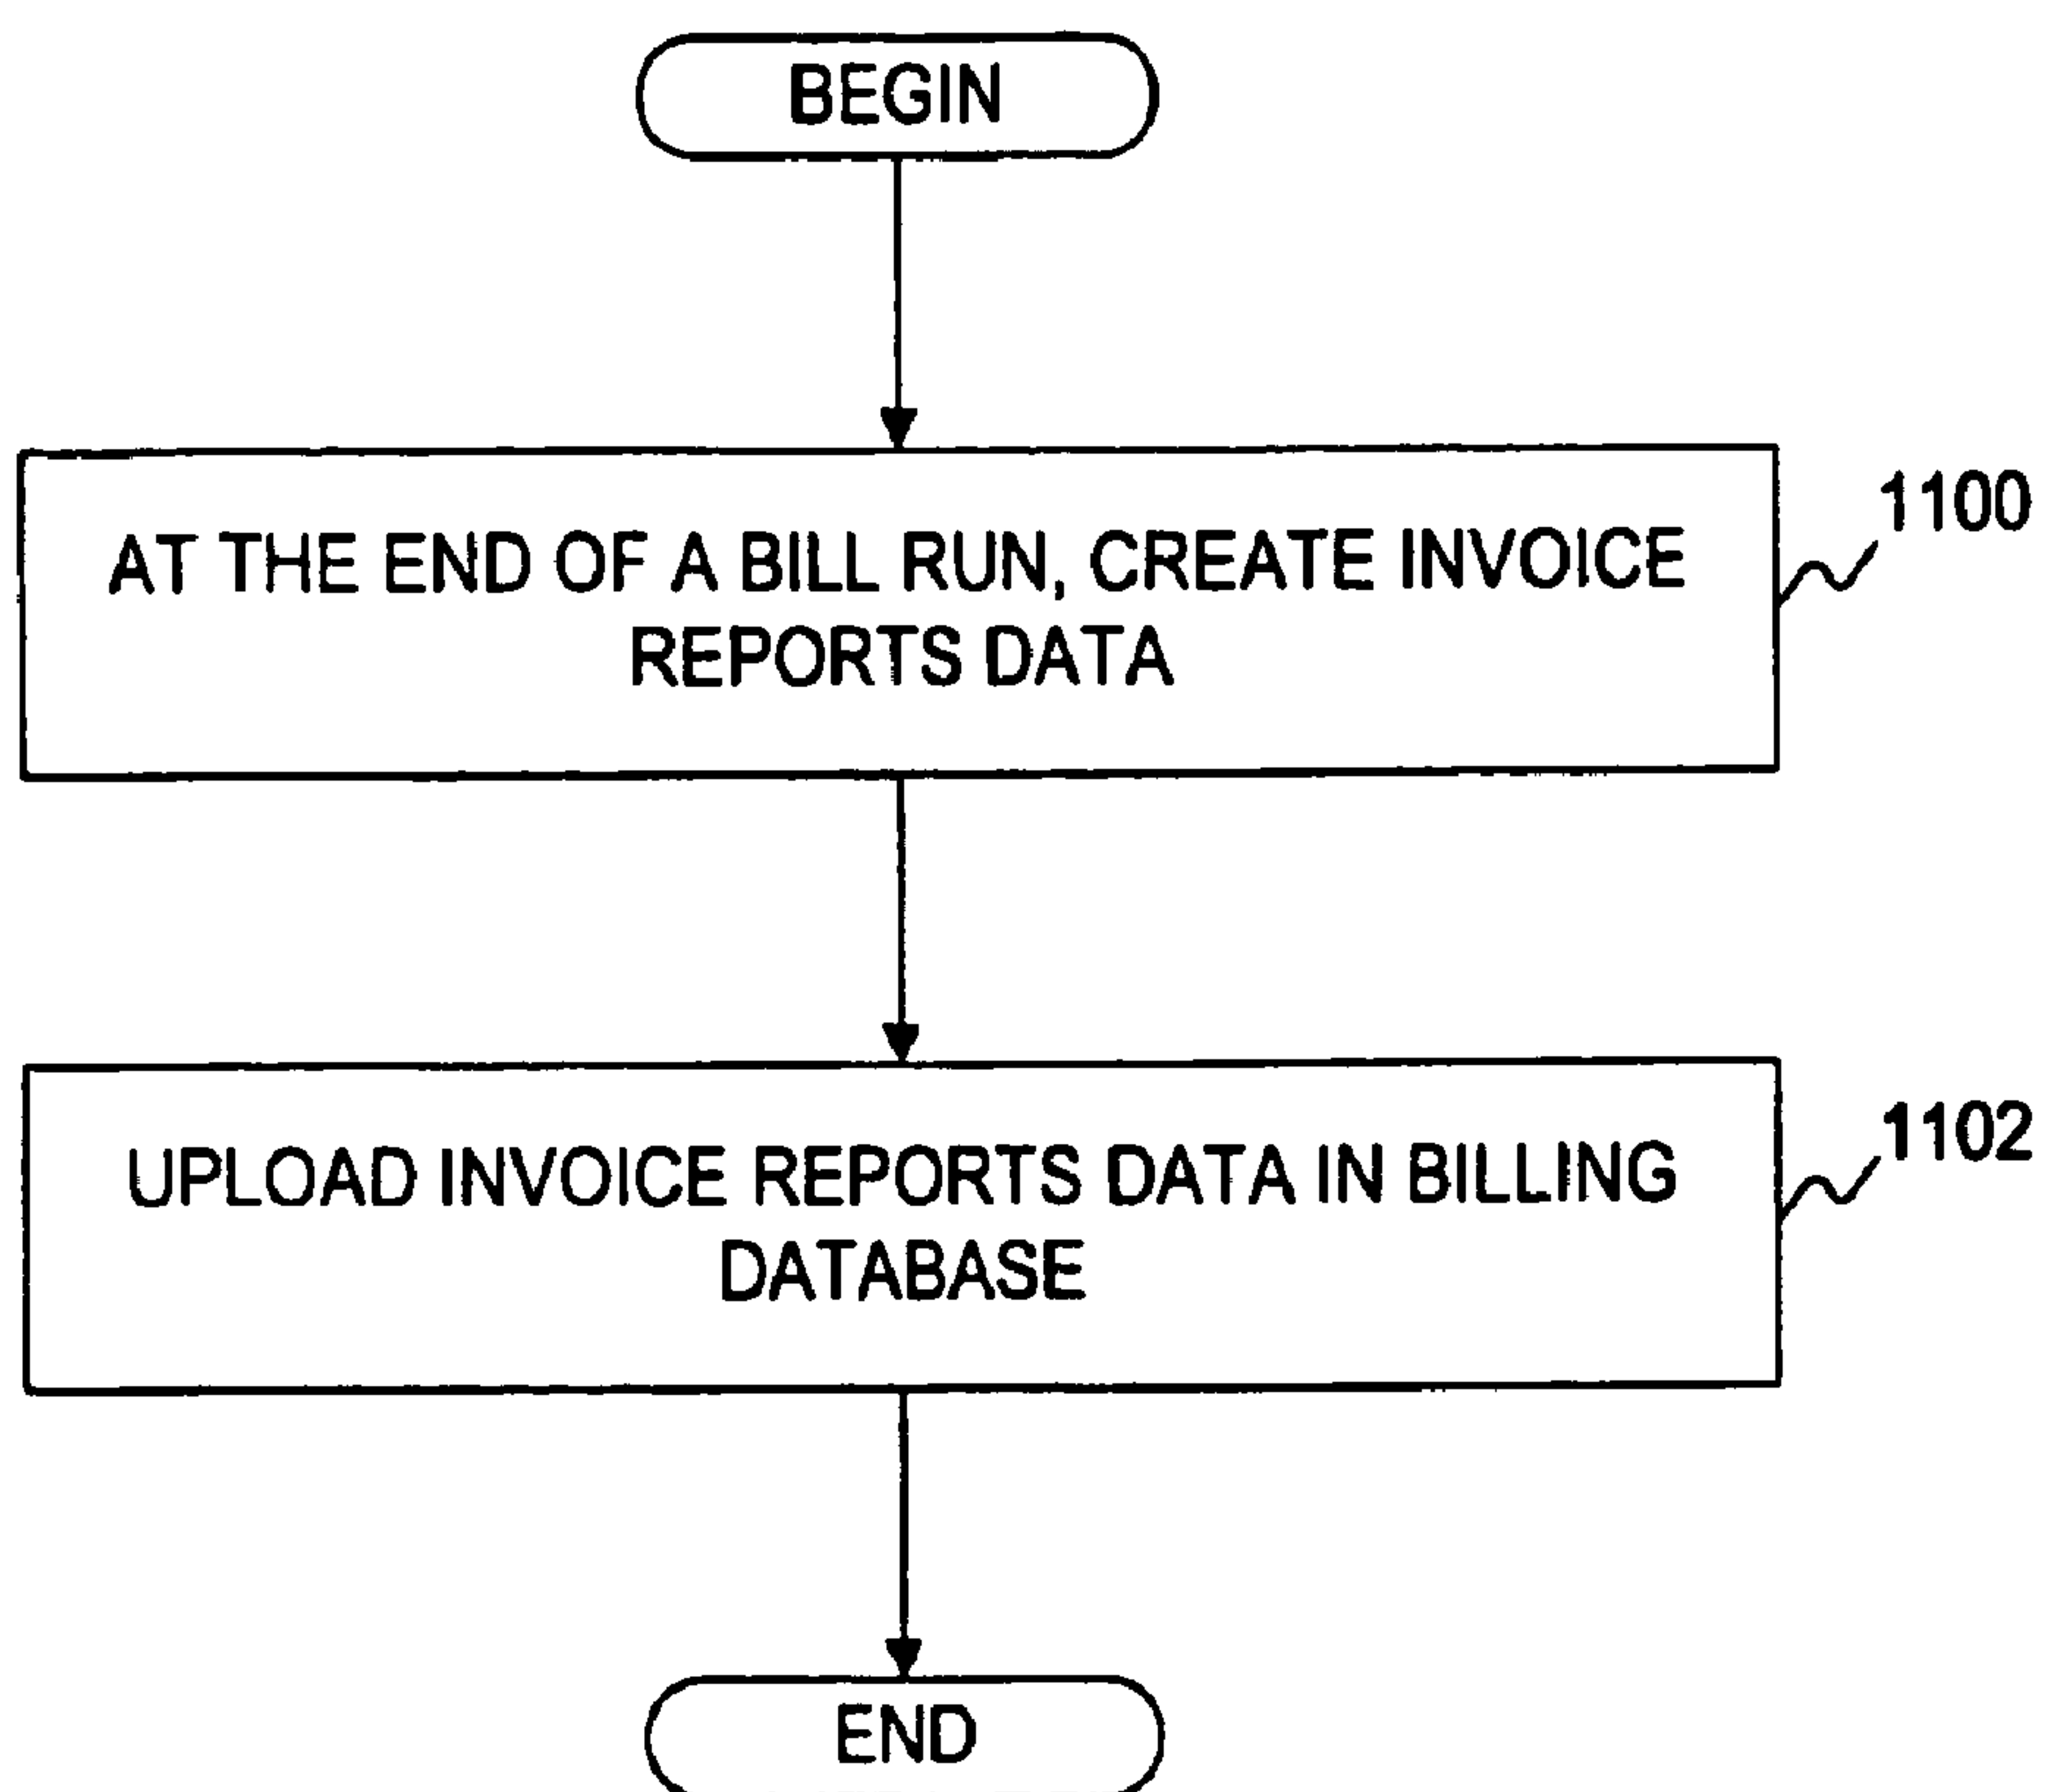 BEGIN
AT THE END OF A BILL RUN, CREATE INVOICE
REPORTS DATA
1100
UPLOAD INVOICE REPORTS DATA IN BILLING
DATABASE
1102
END